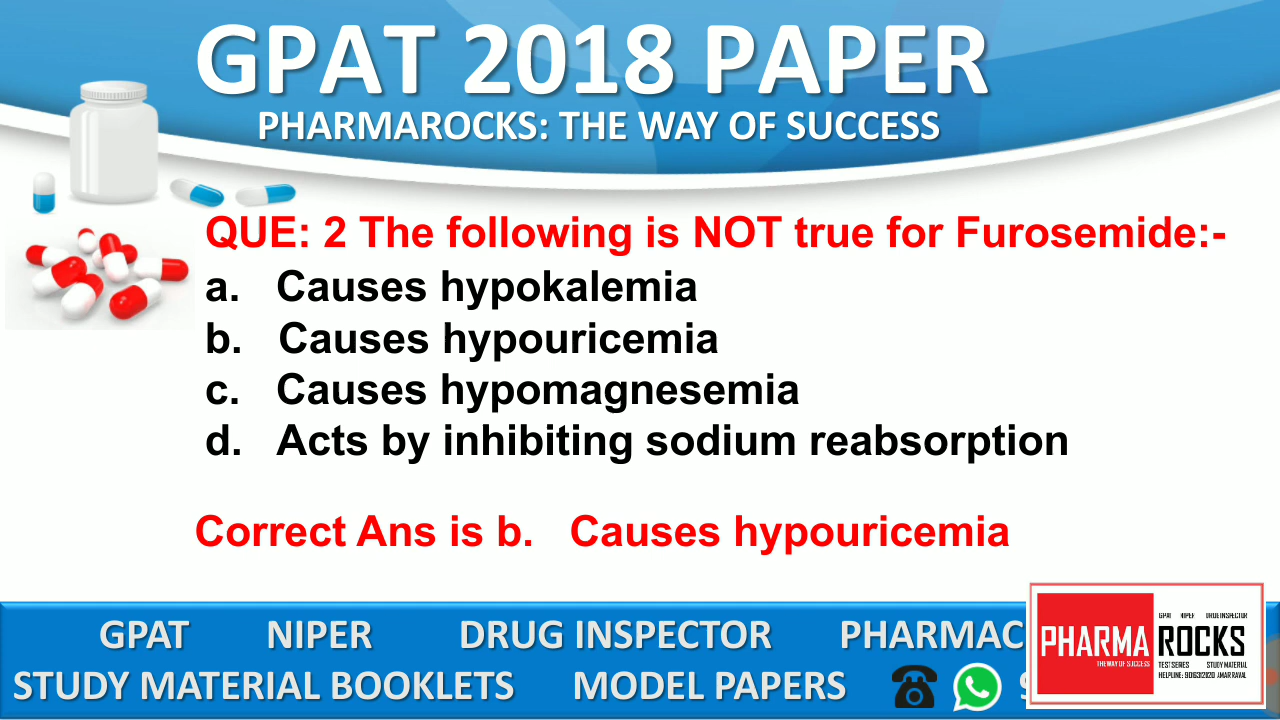 GPAT 2018 PAPER
PHARMAROCKS: THE WAY OF SUCCESS
QUE: 2 The following is NOT true for Furosemide:-
a. Causes hypokalemia
b. Causes hypouricemia
c. Causes hypomagnesemia
d. Acts by inhibiting sodium reabsorption
Correct Ans is b. Causes hypouricemia
GPAT NIPER DRUG INSPECTOR PHARMAC
STUDY MATERIAL BOOKLETS MODEL PAPERS
GPAT NIPER DRUG INSPECTOR
PHARMA ROCKS
THE WAY OF SUCCESS TEST SERIES STUDY MATERIAL
HELPLINE: AMAR RAVAL